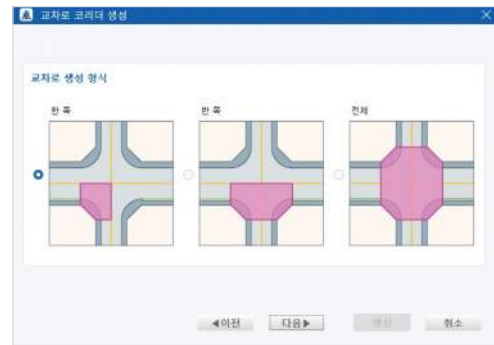 교차로 코리더 생성
교차로 생성 형식
한 쪽
반 쪽
전체
◀이전
다음▶
생성
취소